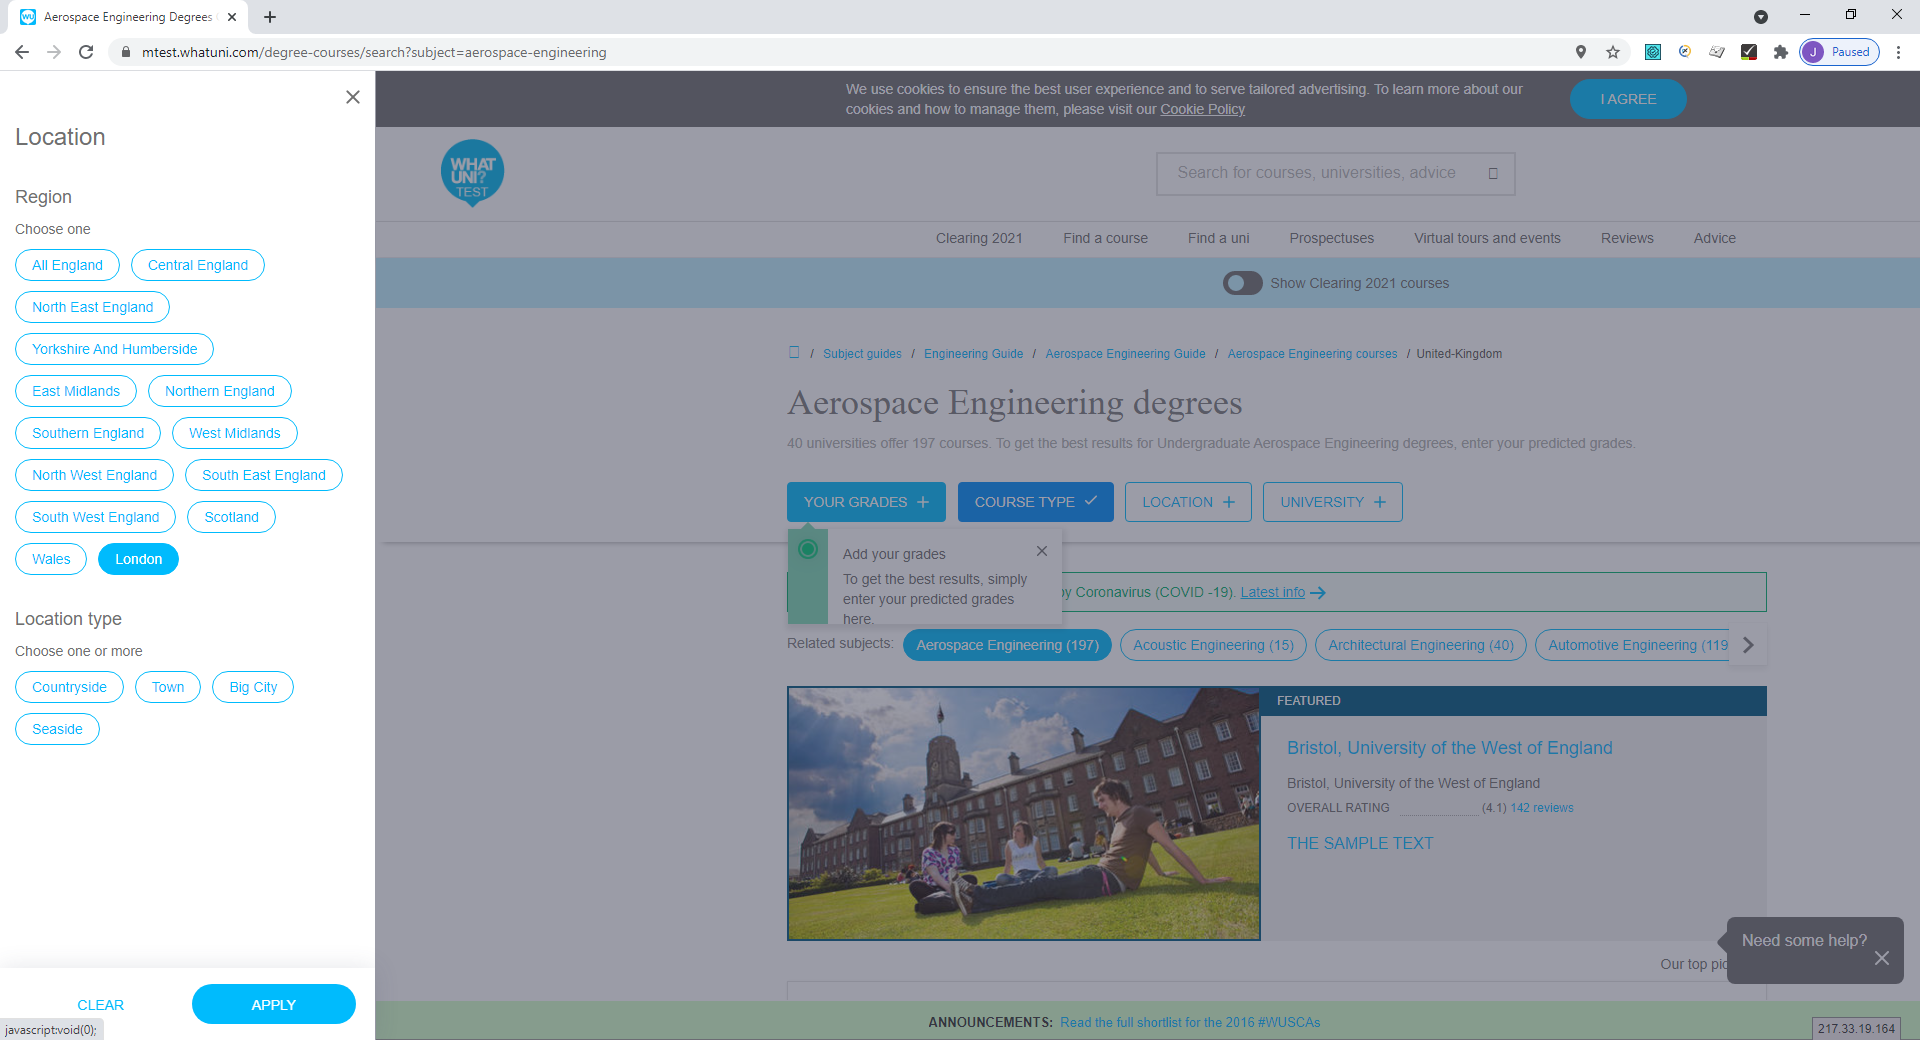 Aerospace Engineering Degrees
mtest.whatuni.com/degree-courses/search?subject=aerospace-engineering
J Paused
Location
Region
Choose one
All England Central England
North East England
Yorkshire And Humberside
East Midlands Northern England
Southern England West Midlands
North West England South East England
South West England Scotland
Wales London
Location type
Choose one or more
Countryside Town Big City
Seaside
CLEAR APPLY
javascript:void(0);
We use cookies to ensure the best user experience and to serve tailored advertising. To learn more about our
cookies and how to manage them, please visit our Cookie Policy
I AGREE
WHAT
UNI?
TEST
Search for courses, universities, advice
Clearing 2021 Find a course Find a uni Prospectuses Virtual tours and events Reviews Advice
Show Clearing 2021 courses
/ Subject guides / Engineering Guide / Aerospace Engineering Guide / Aerospace Engineering courses / United-Kingdom
Aerospace Engineering degrees
40 universities offer 197 courses. To get the best results for Undergraduate Aerospace Engineering degrees, enter your predicted grades.
YOUR GRADES + COURSE TYPE LOCATION + UNIVERSITY +
Add your grades
To get the best results, simply
enter your predicted grades
here.
by Coronavirus (COVID -19). Latest info
Related subjects: Aerospace Engineering (197) Acoustic Engineering (15) Architectural Engineering (40) Automotive Engineering (119
FEATURED
Bristol, University of the West of England
Bristol, University of the West of England
OVERALL RATING (4.1) 142 reviews
THE SAMPLE TEXT
Need some help?
Our top pic
ANNOUNCEMENTS: Read the full shortlist for the 2016 #WUSCAs
217.33.19.164